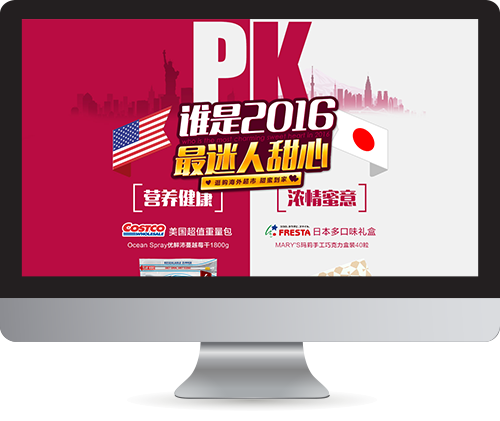 PK
谁是2016
最迷人甜心
逛购海外超市 甜蜜到家
营养健康
浓情蜜意
COSTCO WHOLESALE 美国超值重量包
Ocean Spray优鲜沛蔓越莓干1800g
FRESTA 日本多口味礼盒
MARY'S玛莉手工巧克力盒装40粒